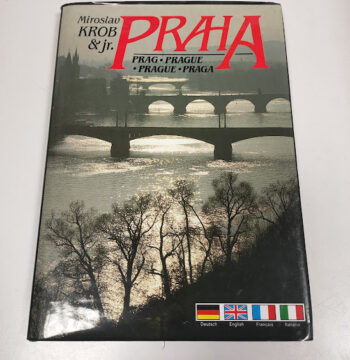 Miroslav
KROB
& jr.
PRAHA
PRAG • PRAGUE
• PRAGUE • PRAGA
Deutsch English Français Italiano